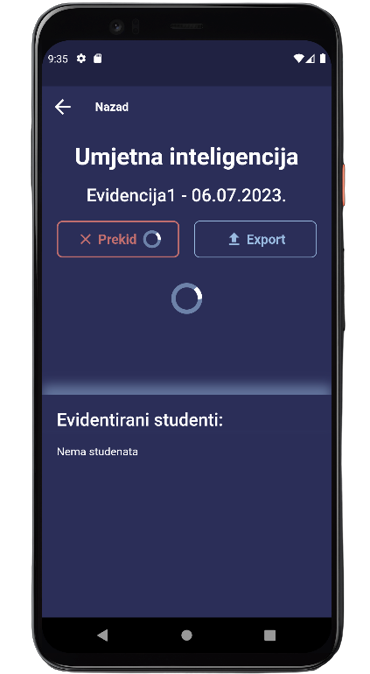 9:35
Nazad
Umjetna inteligencija
Evidencija1 - 06.07.2023.
Prekid
Export
Evidentirani studenti:
Nema studenata